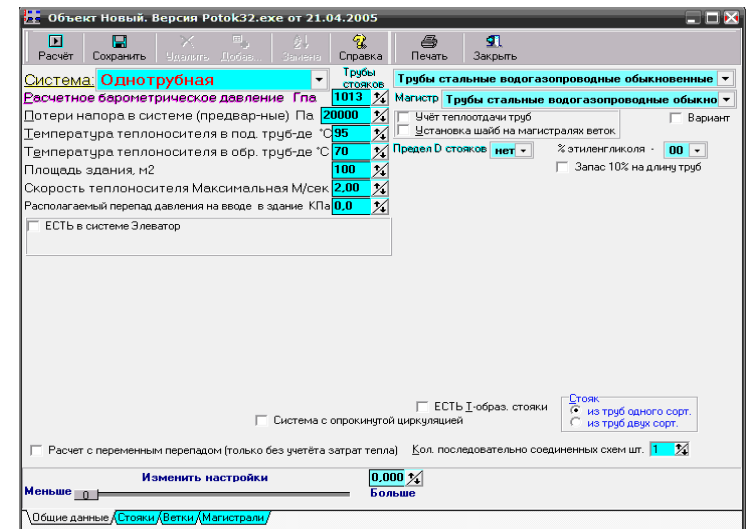 Объект Новый. Версия Potok32.exe от 21.04.2005
Расчёт Сохранить Удалить Добав... Замена Справка Печать Закрыть
Система: Однотрубная Трубы стояков Трубы стальные водогазопроводные обыкновенные
Расчетное барометрическое давление Гпа 1013 Магистр Трубы стальные водогазопроводные обыкно
Потери напора в системе (предвар-ные) Па 20000 Учёт теплоотдачи труб Вариант
Установка шайб на магистралях веток
Температура теплоносителя в под. труб-де °С 95
Температура теплоносителя в обр. труб-де °С 70 Предел D стояков нет % этиленгликоля - 00
Площадь здания, м2 100 Запас 10% на длину труб
Скорость теплоносителя Максимальная М/сек 2,00
Располагаемый перепад давления на вводе в здание КПа 0,0
ЕСТЬ в системе Элеватор
ЕСТЬ Т-образ. стояки
Стояк
из труб одного сорт.
из труб двух сорт.
Система с опрокинутой циркуляцией
Расчет с переменным перепадом (только без учетёта затрат тепла) Кол. последовательно соединенных схем шт. 1
Изменить настройки 0,000
Меньше 0 Больше
Общие данные Стояки Ветки Магистрали